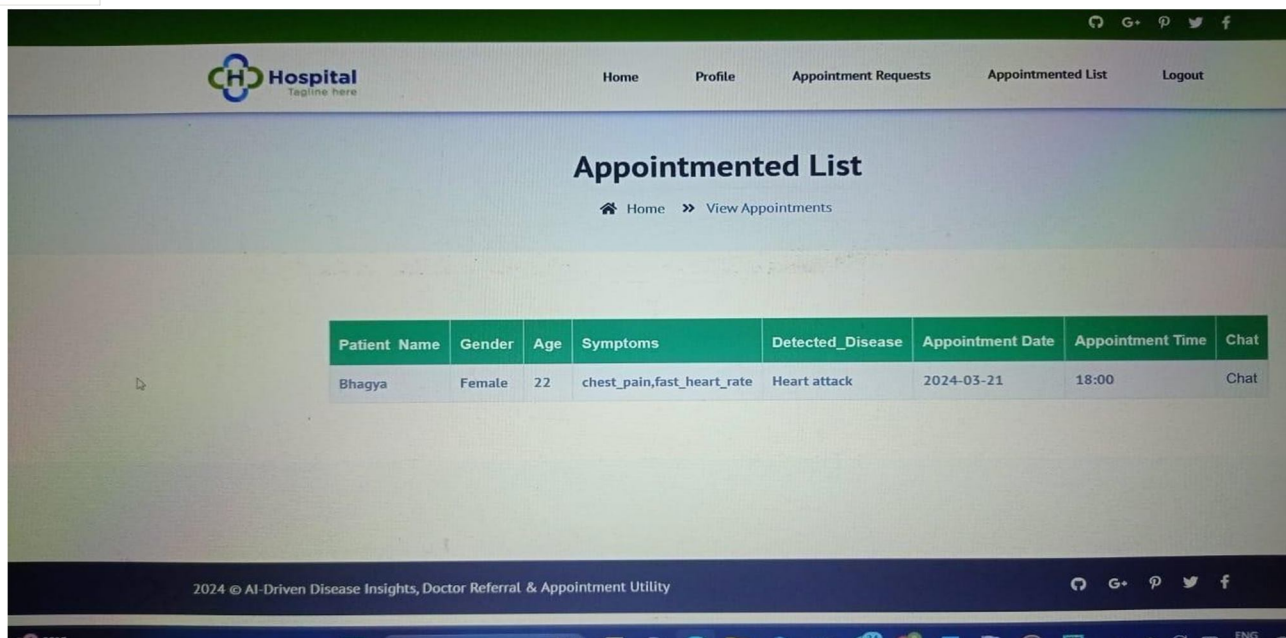 Hospital
Tagline here
Home Profile Appointment Requests Appointmented List Logout
Appointmented List
Home » View Appointments
Patient Name Gender Age Symptoms Detected_Disease Appointment Date Appointment Time Chat
Bhagya Female 22 chest_pain,fast_heart_rate Heart attack 2024-03-21 18:00 Chat
2024 © AI-Driven Disease Insights, Doctor Referral & Appointment Utility
ENG